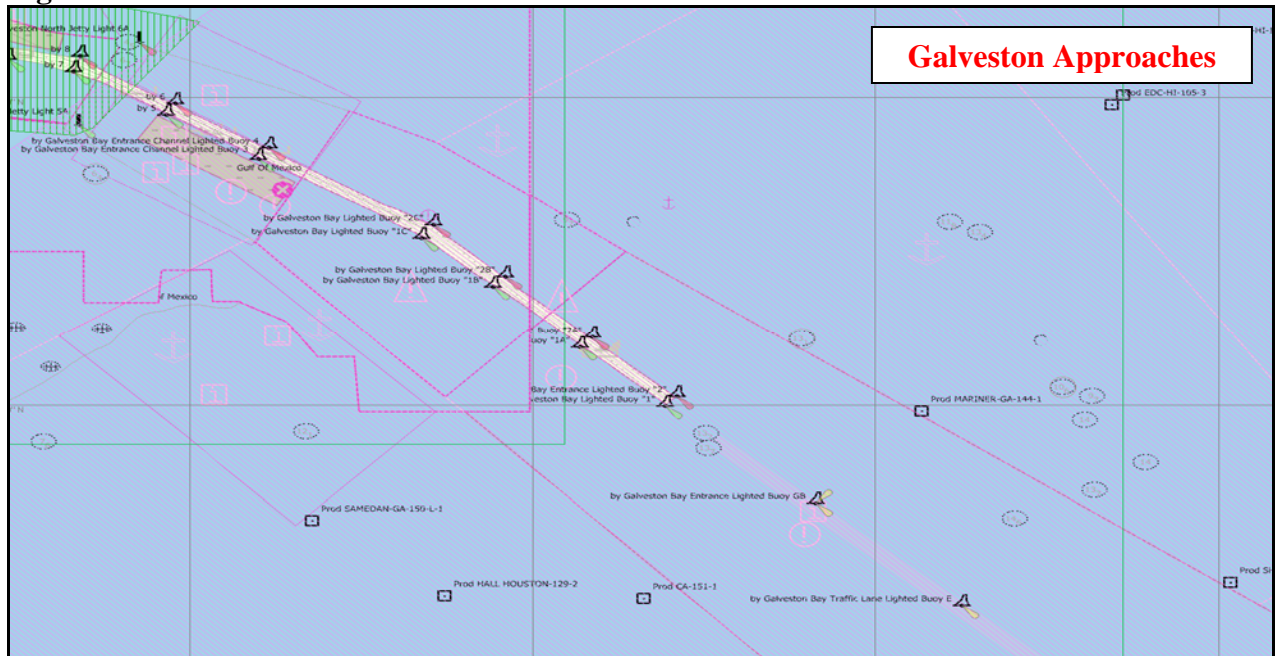 Galveston Approaches
veston North Jetty Light 6A
by 8
by 7
Prod EDC-HI-105-3
by 6
by 5
etty Light 5A
by Galveston Bay Entrance Channel Lighted Buoy 4
by Galveston Bay Entrance Channel Lighted Buoy 3
Gulf Of Mexico
by Galveston Bay Lighted Buoy "2C"
by Galveston Bay Lighted Buoy "1C"
by Galveston Bay Lighted Buoy "2B"
by Galveston Bay Lighted Buoy "1B"
f Mexico
Buoy "2A"
uoy "1A"
Bay Entrance Lighted Buoy "2"
veston Bay Lighted Buoy "1"
Prod MARINER-GA-144-1
by Galveston Bay Entrance Lighted Buoy GB
Prod SAMEDAN-GA-150-L-1
Prod HALL HOUSTON-129-2
Prod CA-151-1
by Galveston Bay Traffic Lane Lighted Buoy E